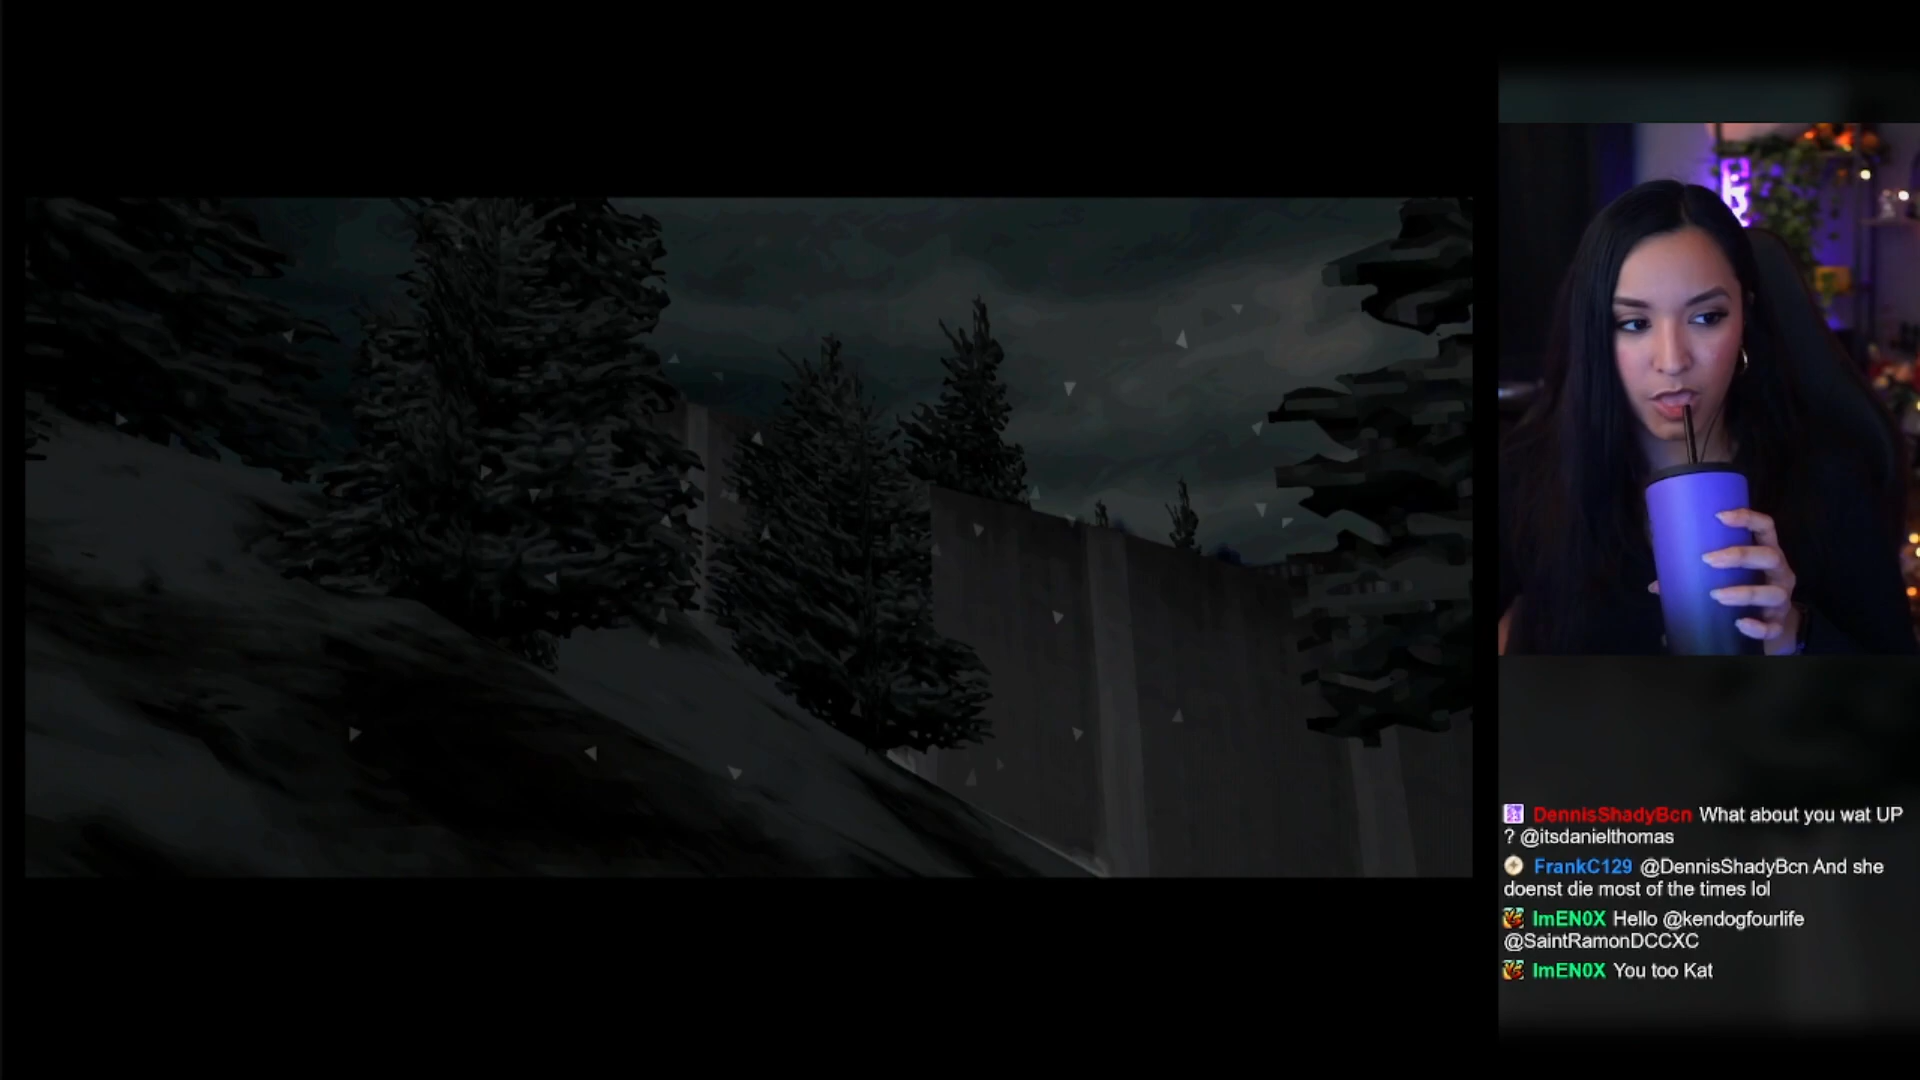 DennisShadyBcn What about you wat UP
? @itsdanielthomas
FrankC129 @DennisShadyBcn And she
doenst die most of the times lol
ImEN0X Hello @kendogfourlife
@SaintRamonDCCXC
ImEN0X You too Kat